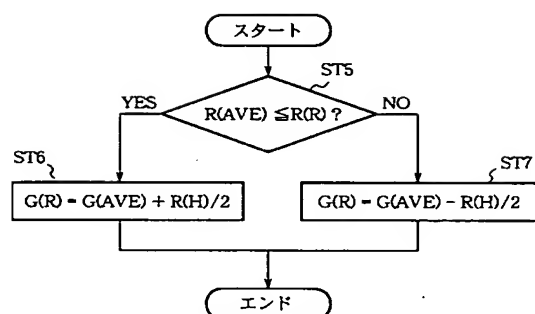 スタート
ST5
R(AVE) ≦R(R) ?
YES
NO
ST6
G(R) = G(AVE) + R(H)/2
ST7
G(R) = G(AVE) − R(H)/2
エンド